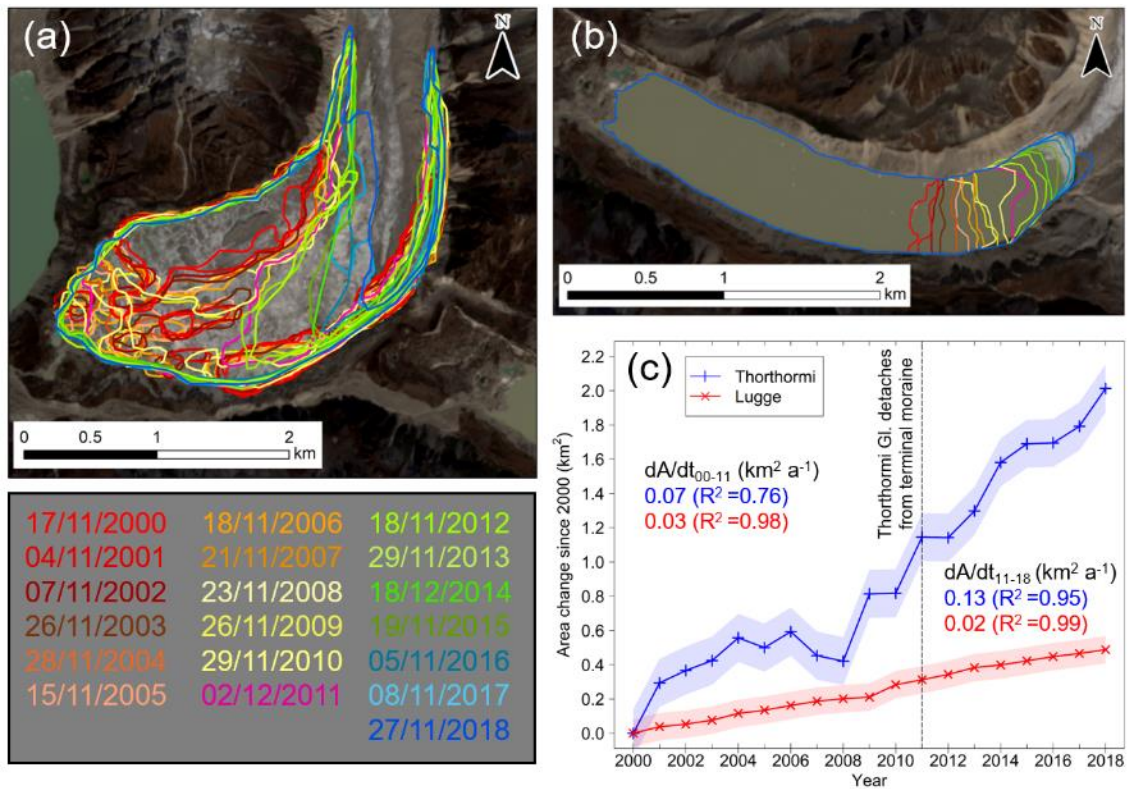 (a)
N
0 0.5 1 2
km
(b)
N
0 0.5 1 2
km
17/11/2000 18/11/2006 18/11/2012
04/11/2001 21/11/2007 29/11/2013
07/11/2002 23/11/2008 18/12/2014
26/11/2003 26/11/2009 19/11/2015
28/11/2004 29/11/2010 05/11/2016
15/11/2005 02/12/2011 08/11/2017
27/11/2018
(c)
Thorthormi
Lugge
Thorthormi Gl. detaches
from terminal moraine
dA/dt00-11 (km² a⁻¹)
0.07 (R² =0.76)
0.03 (R² =0.98)
dA/dt11-18 (km² a⁻¹)
0.13 (R² =0.95)
0.02 (R² =0.99)
Area change since 2000 (km²)
2.2
2.0
1.8
1.6
1.4
1.2
1.0
0.8
0.6
0.4
0.2
0.0
2000 2002 2004 2006 2008 2010 2012 2014 2016 2018
Year